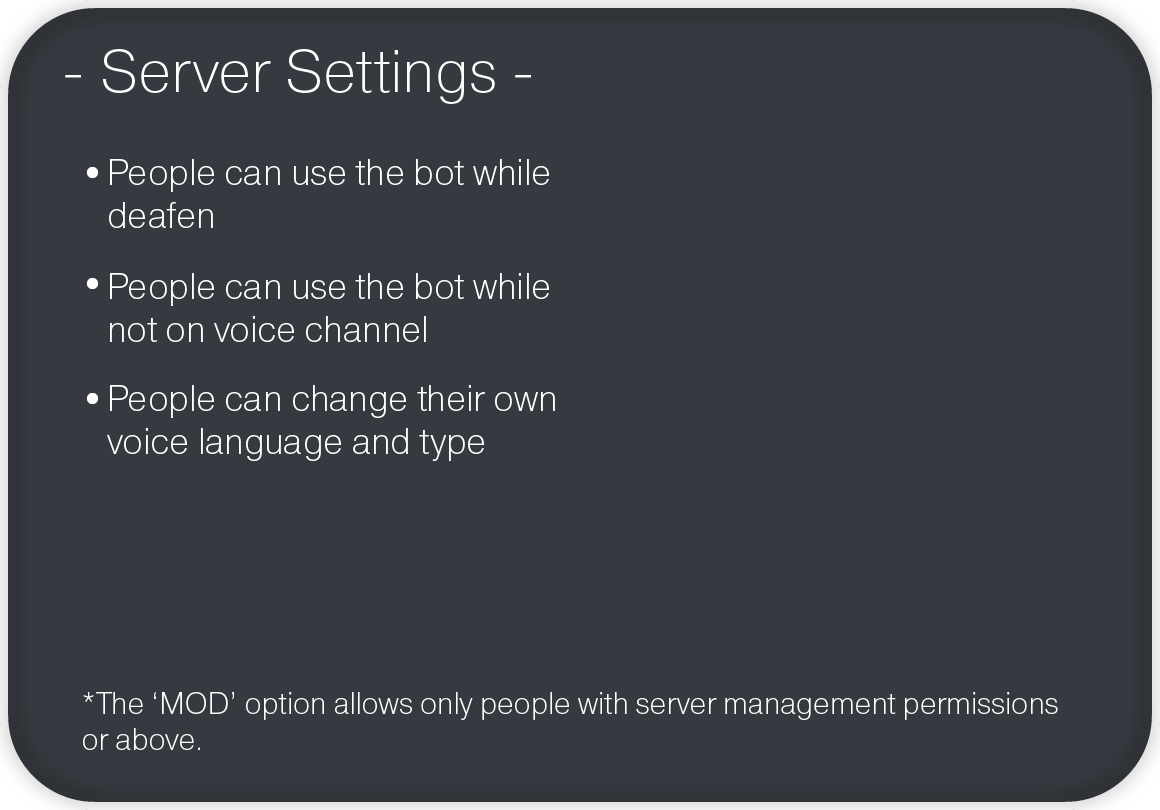 - Server Settings -
• People can use the bot while
deafen
• People can use the bot while
not on voice channel
• People can change their own
voice language and type
*The ‘MOD’ option allows only people with server management permissions
or above.